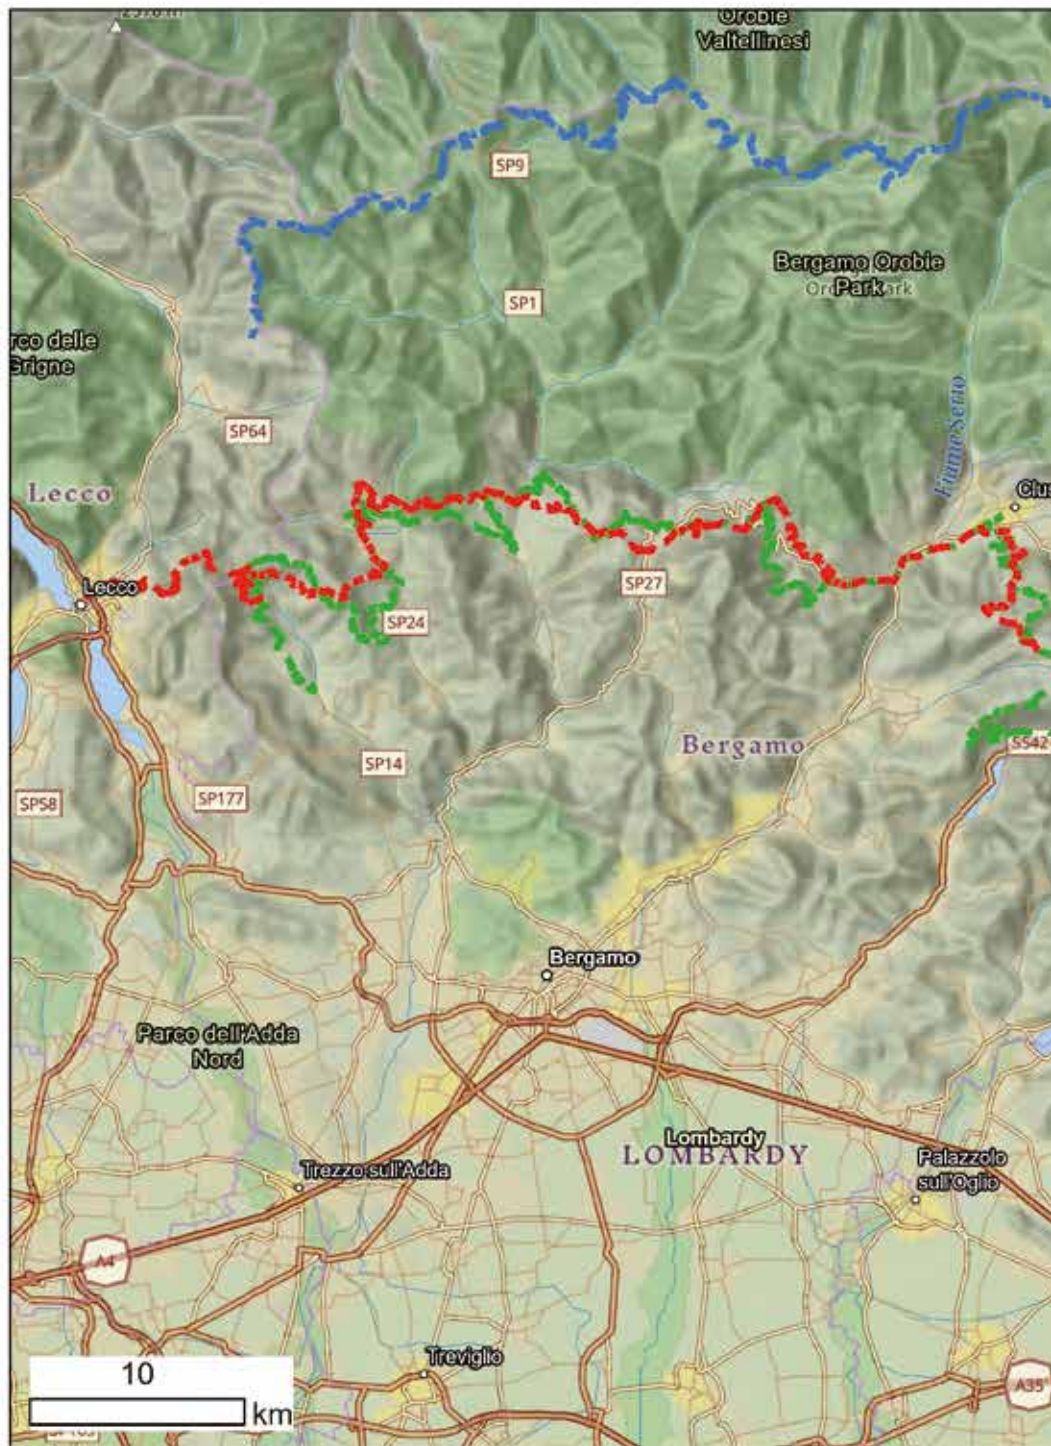 Orobie
Valtellinesi
SP9
Bergamo Orobie
Park
SP1
rco delle
Grigne
Fiume Serio
SP64
Lecco
Clus
Lecco
SP27
SP24
Bergamo
SS42
SP14
SP177
SP58
Bergamo
Parco dell'Adda
Nord
Lombardy
LOMBARDY
Palazzolo
sull'Oglio
Trezzo sull'Adda
A4
Treviglio
10
A35
km